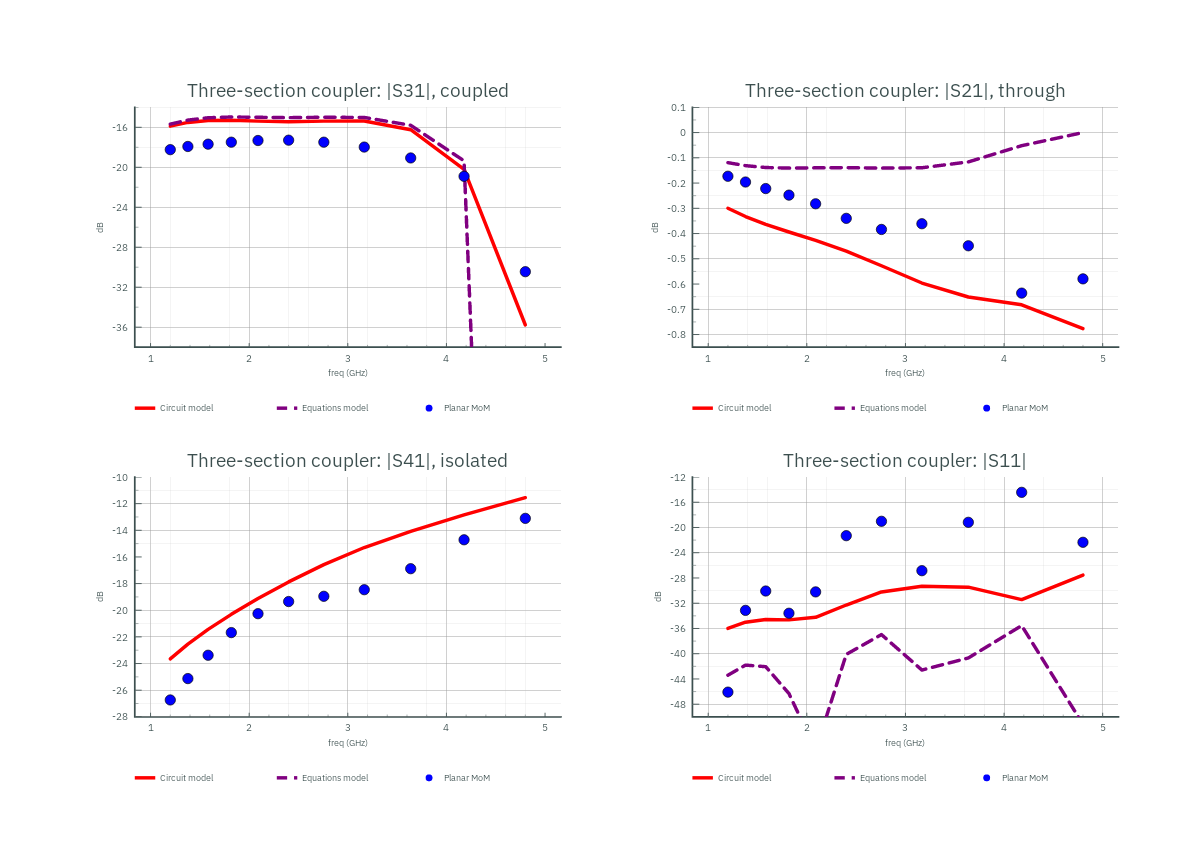 Three-section coupler: |S31|, coupled
-16
-20
-24
-28
-32
-36
dB
1 2 3 4 5
freq (GHz)
Circuit model Equations model Planar MoM
Three-section coupler: |S21|, through
0.1
0
-0.1
-0.2
-0.3
-0.4
-0.5
-0.6
-0.7
-0.8
dB
1 2 3 4 5
freq (GHz)
Circuit model Equations model Planar MoM
Three-section coupler: |S41|, isolated
-10
-12
-14
-16
-18
-20
-22
-24
-26
-28
dB
1 2 3 4 5
freq (GHz)
Circuit model Equations model Planar MoM
Three-section coupler: |S11|
-12
-16
-20
-24
-28
-32
-36
-40
-44
-48
dB
1 2 3 4 5
freq (GHz)
Circuit model Equations model Planar MoM